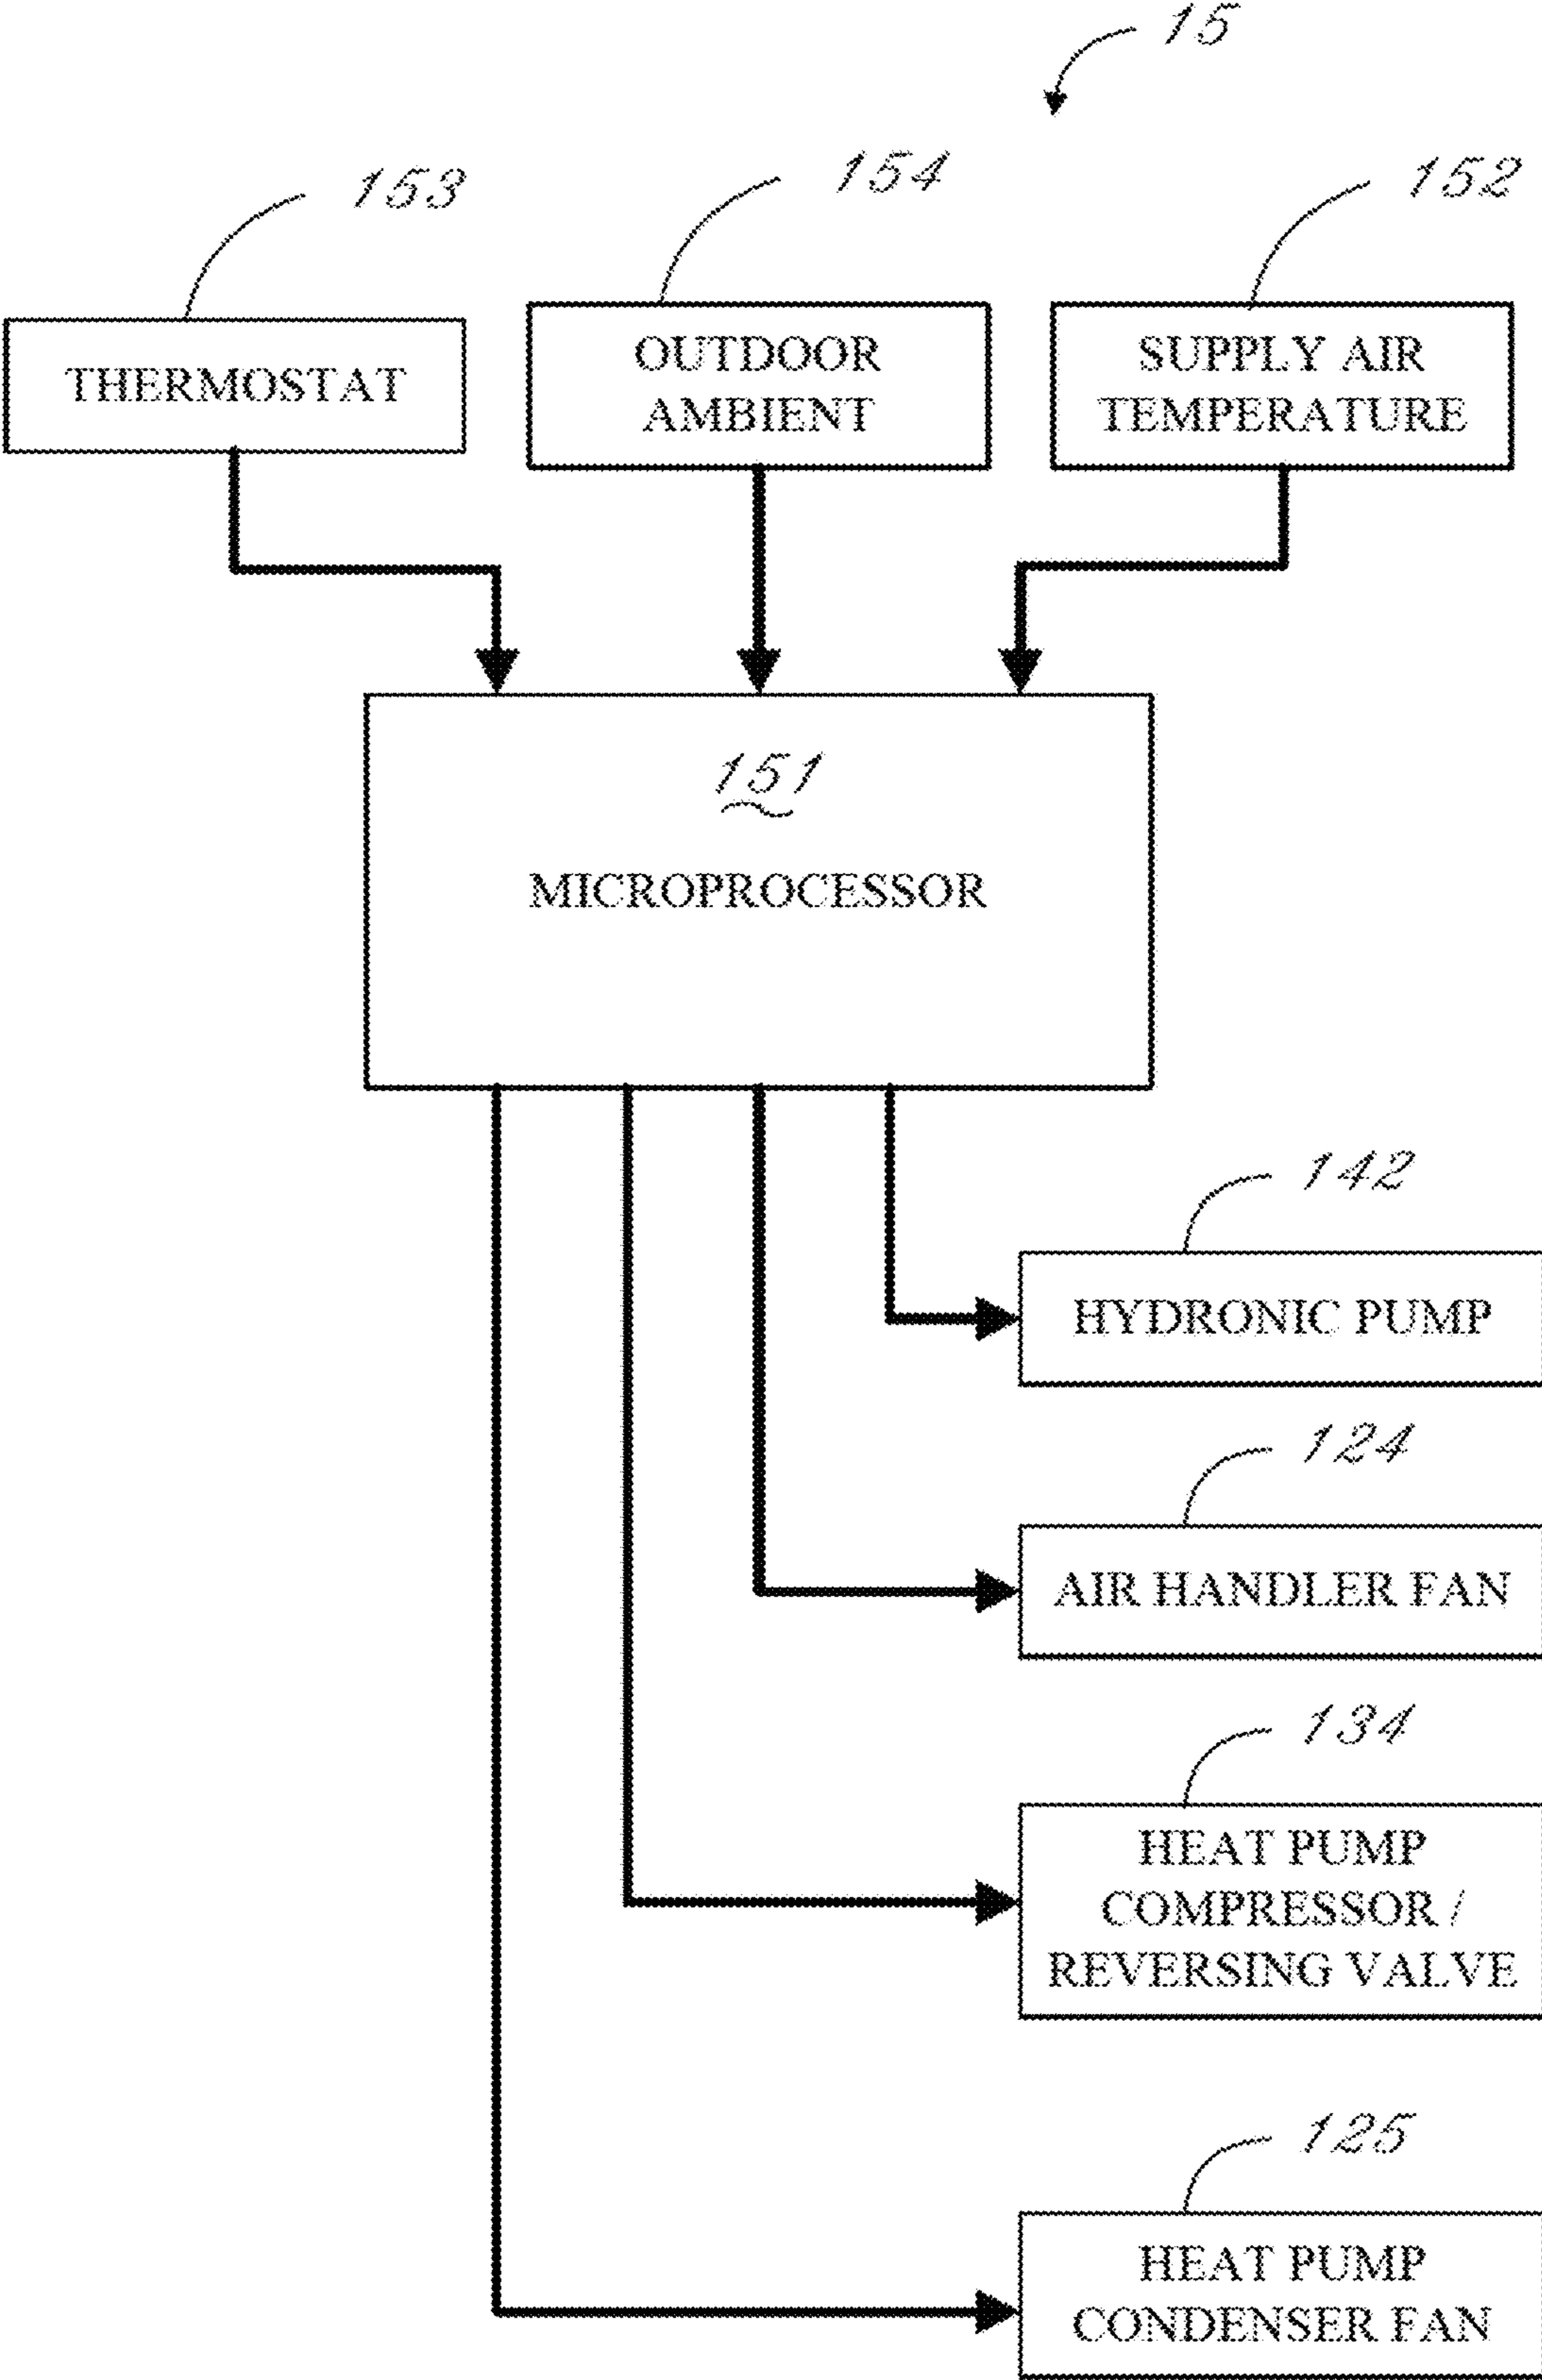 15
153
154
152
THERMOSTAT
OUTDOOR
AMBIENT
SUPPLY AIR
TEMPERATURE
151
MICROPROCESSOR
142
HYDRONIC PUMP
124
AIR HANDLER FAN
134
HEAT PUMP
COMPRESSOR /
REVERSING VALVE
125
HEAT PUMP
CONDENSER FAN